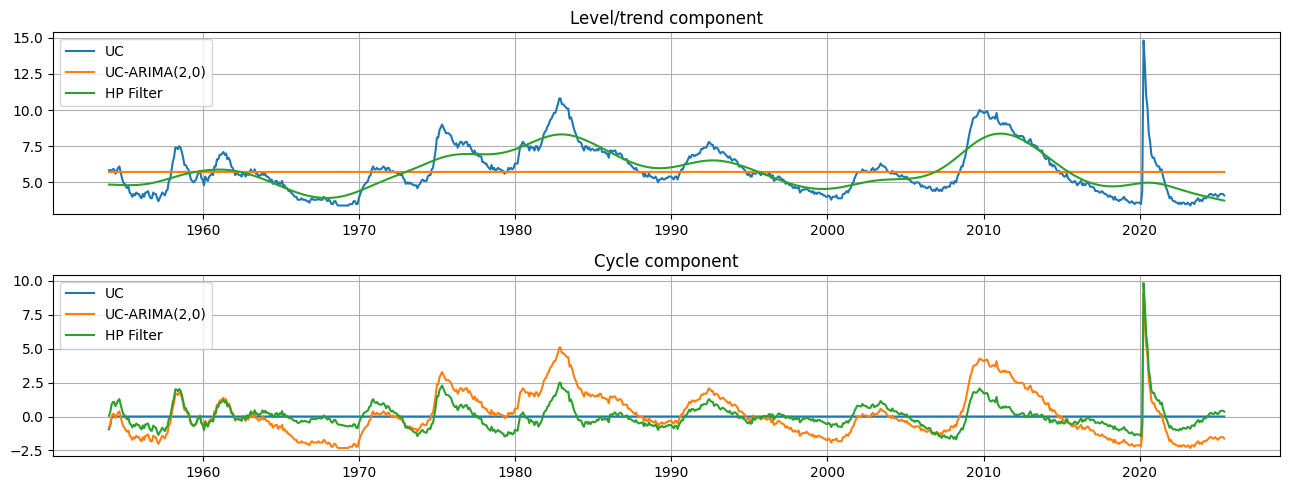 Level/trend component
15.0
12.5
10.0
7.5
5.0
UC
UC-ARIMA(2,0)
HP Filter
1960 1970 1980 1990 2000 2010 2020
Cycle component
10.0
7.5
5.0
2.5
0.0
−2.5
UC
UC-ARIMA(2,0)
HP Filter
1960 1970 1980 1990 2000 2010 2020